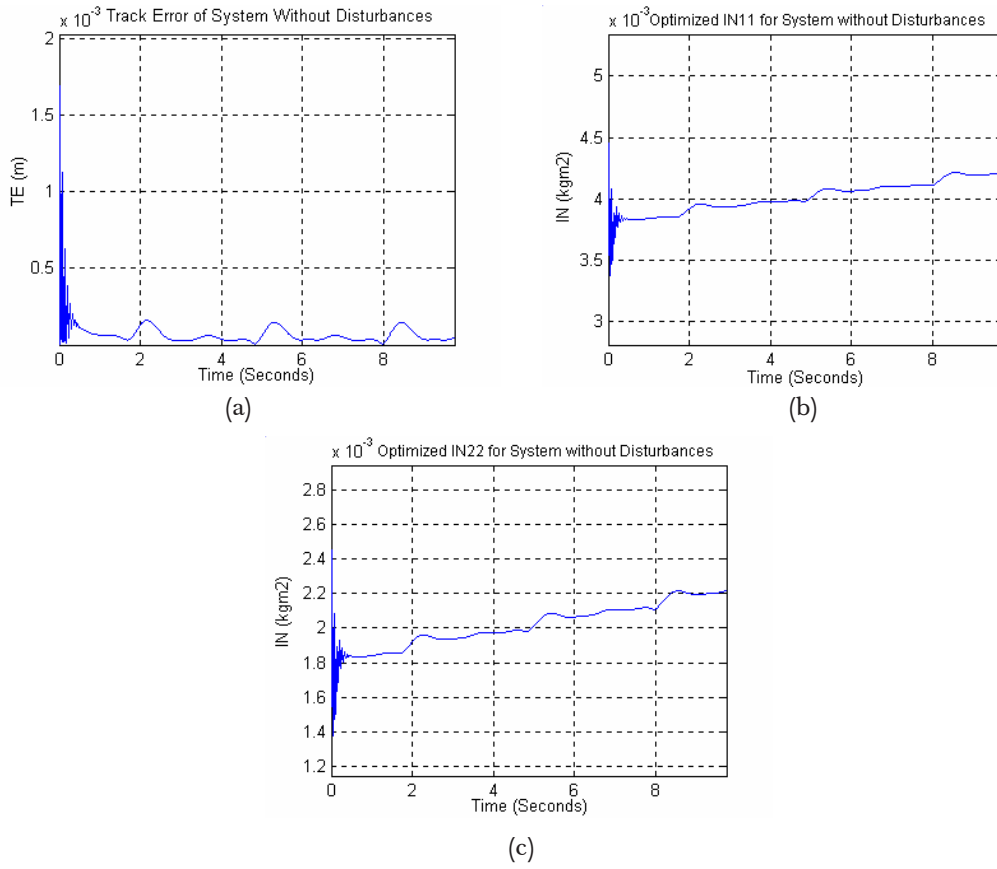 x 10^-3 Track Error of System Without Disturbances
2
1.5
1
0.5
TE (m)
0 2 4 6 8
Time (Seconds)
(a)
x 10^-3 Optimized IN11 for System without Disturbances
5
4.5
4
3.5
3
IN (kgm2)
0 2 4 6 8
Time (Seconds)
(b)
x 10^-3 Optimized IN22 for System without Disturbances
2.8
2.6
2.4
2.2
2
1.8
1.6
1.4
1.2
IN (kgm2)
0 2 4 6 8
Time (Seconds)
(c)